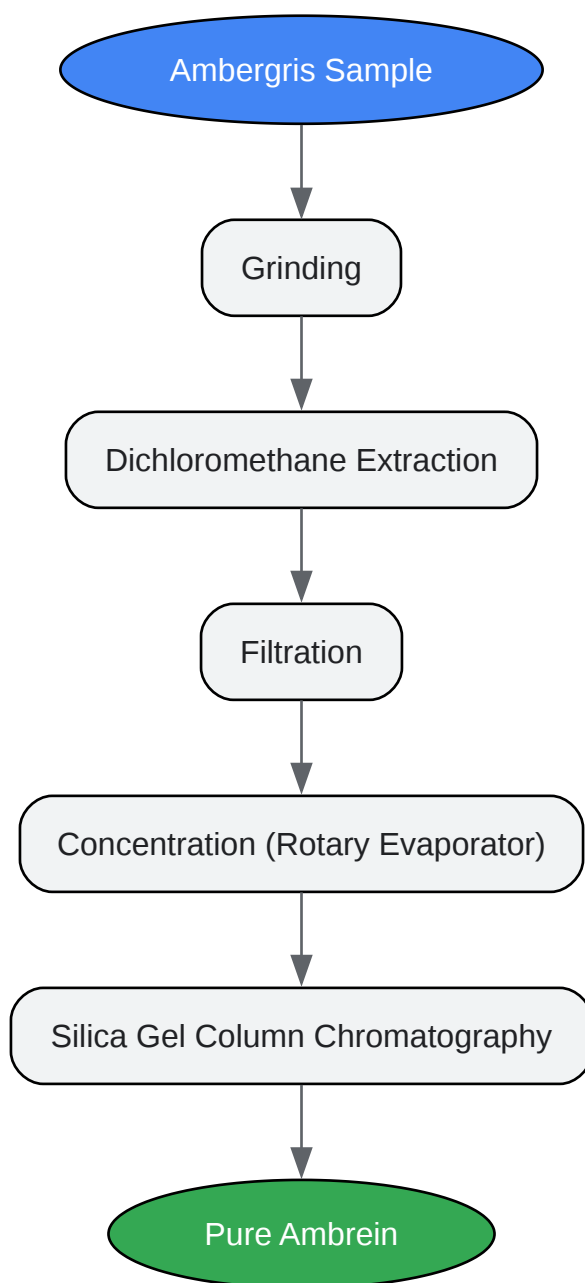 Ambergris Sample
Grinding
Dichloromethane Extraction
Filtration
Concentration (Rotary Evaporator)
Silica Gel Column Chromatography
Pure Ambrein